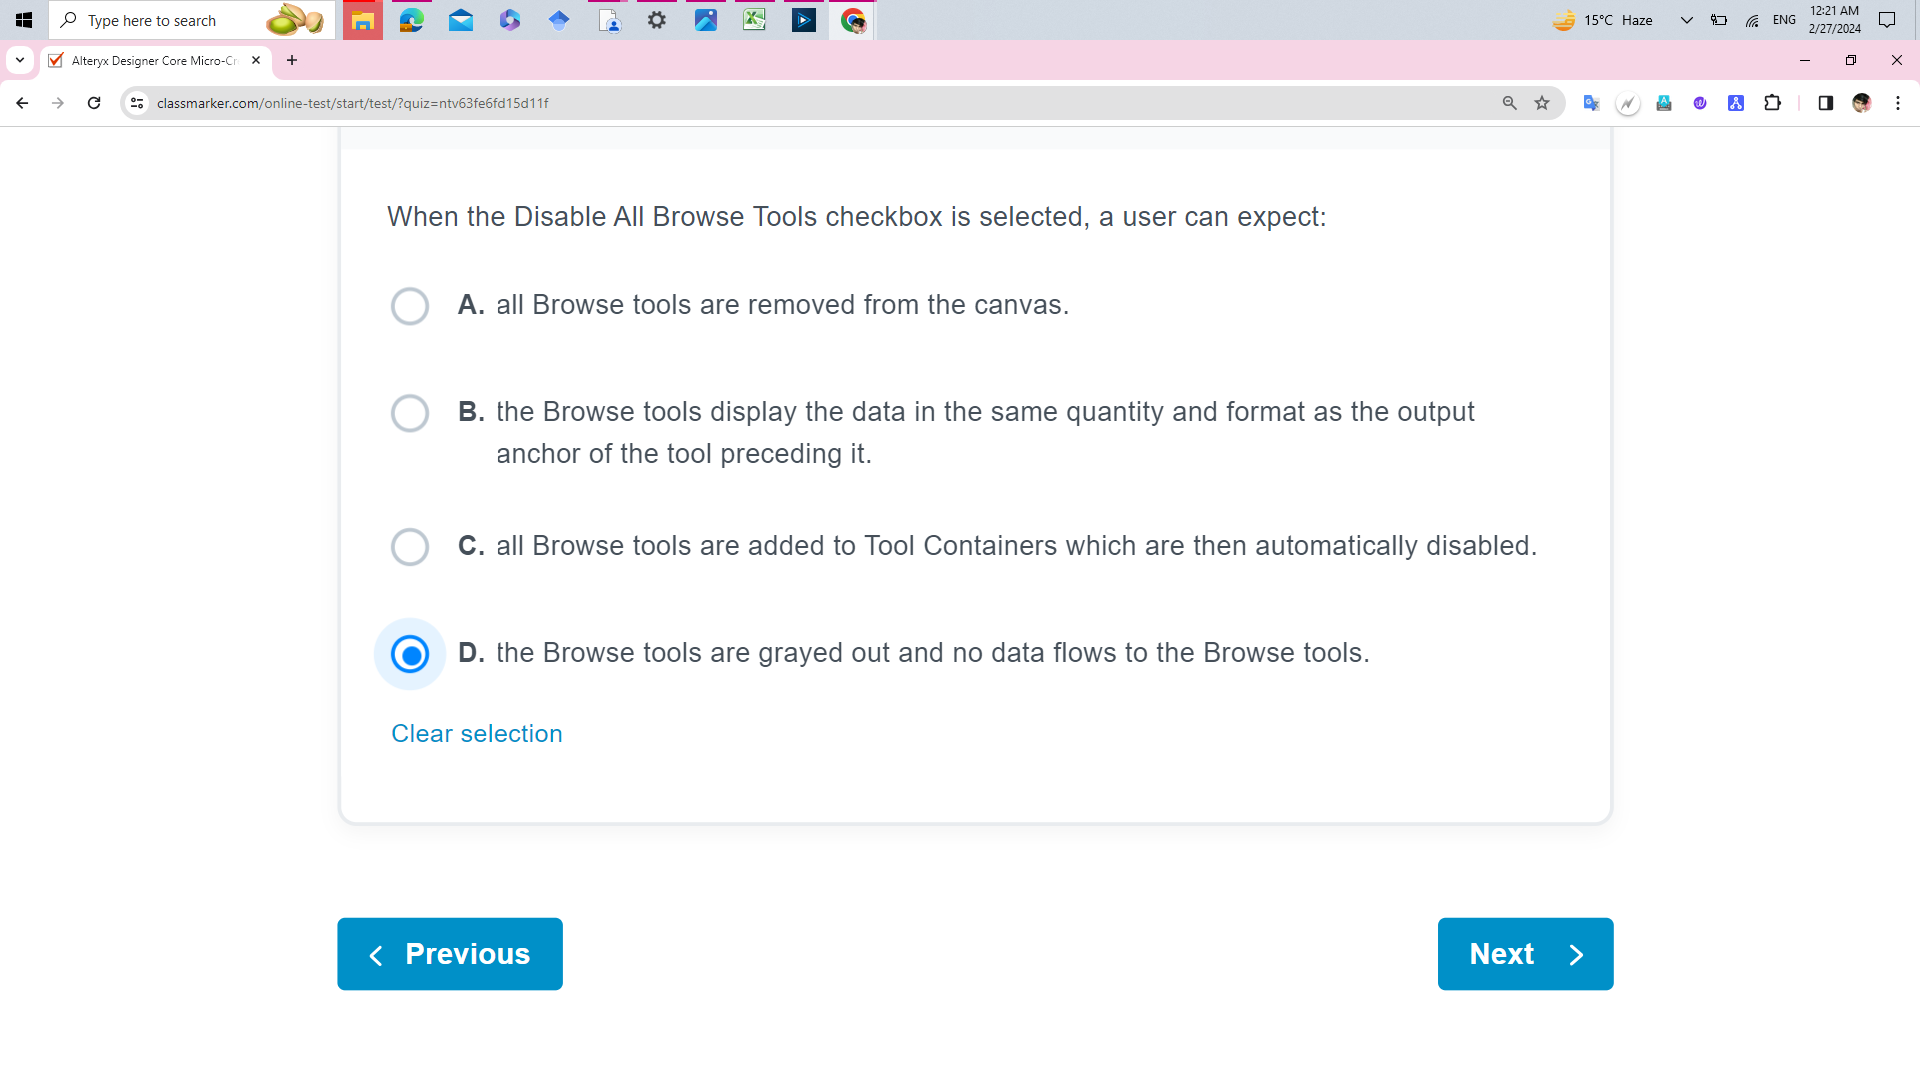 Type here to search
15°C Haze
ENG
12:21 AM
2/27/2024
Alteryx Designer Core Micro-Cr
classmarker.com/online-test/start/test/?quiz=ntv63fe6fd15d11f
When the Disable All Browse Tools checkbox is selected, a user can expect:
A. all Browse tools are removed from the canvas.
B. the Browse tools display the data in the same quantity and format as the output
anchor of the tool preceding it.
C. all Browse tools are added to Tool Containers which are then automatically disabled.
D. the Browse tools are grayed out and no data flows to the Browse tools.
Clear selection
Previous
Next